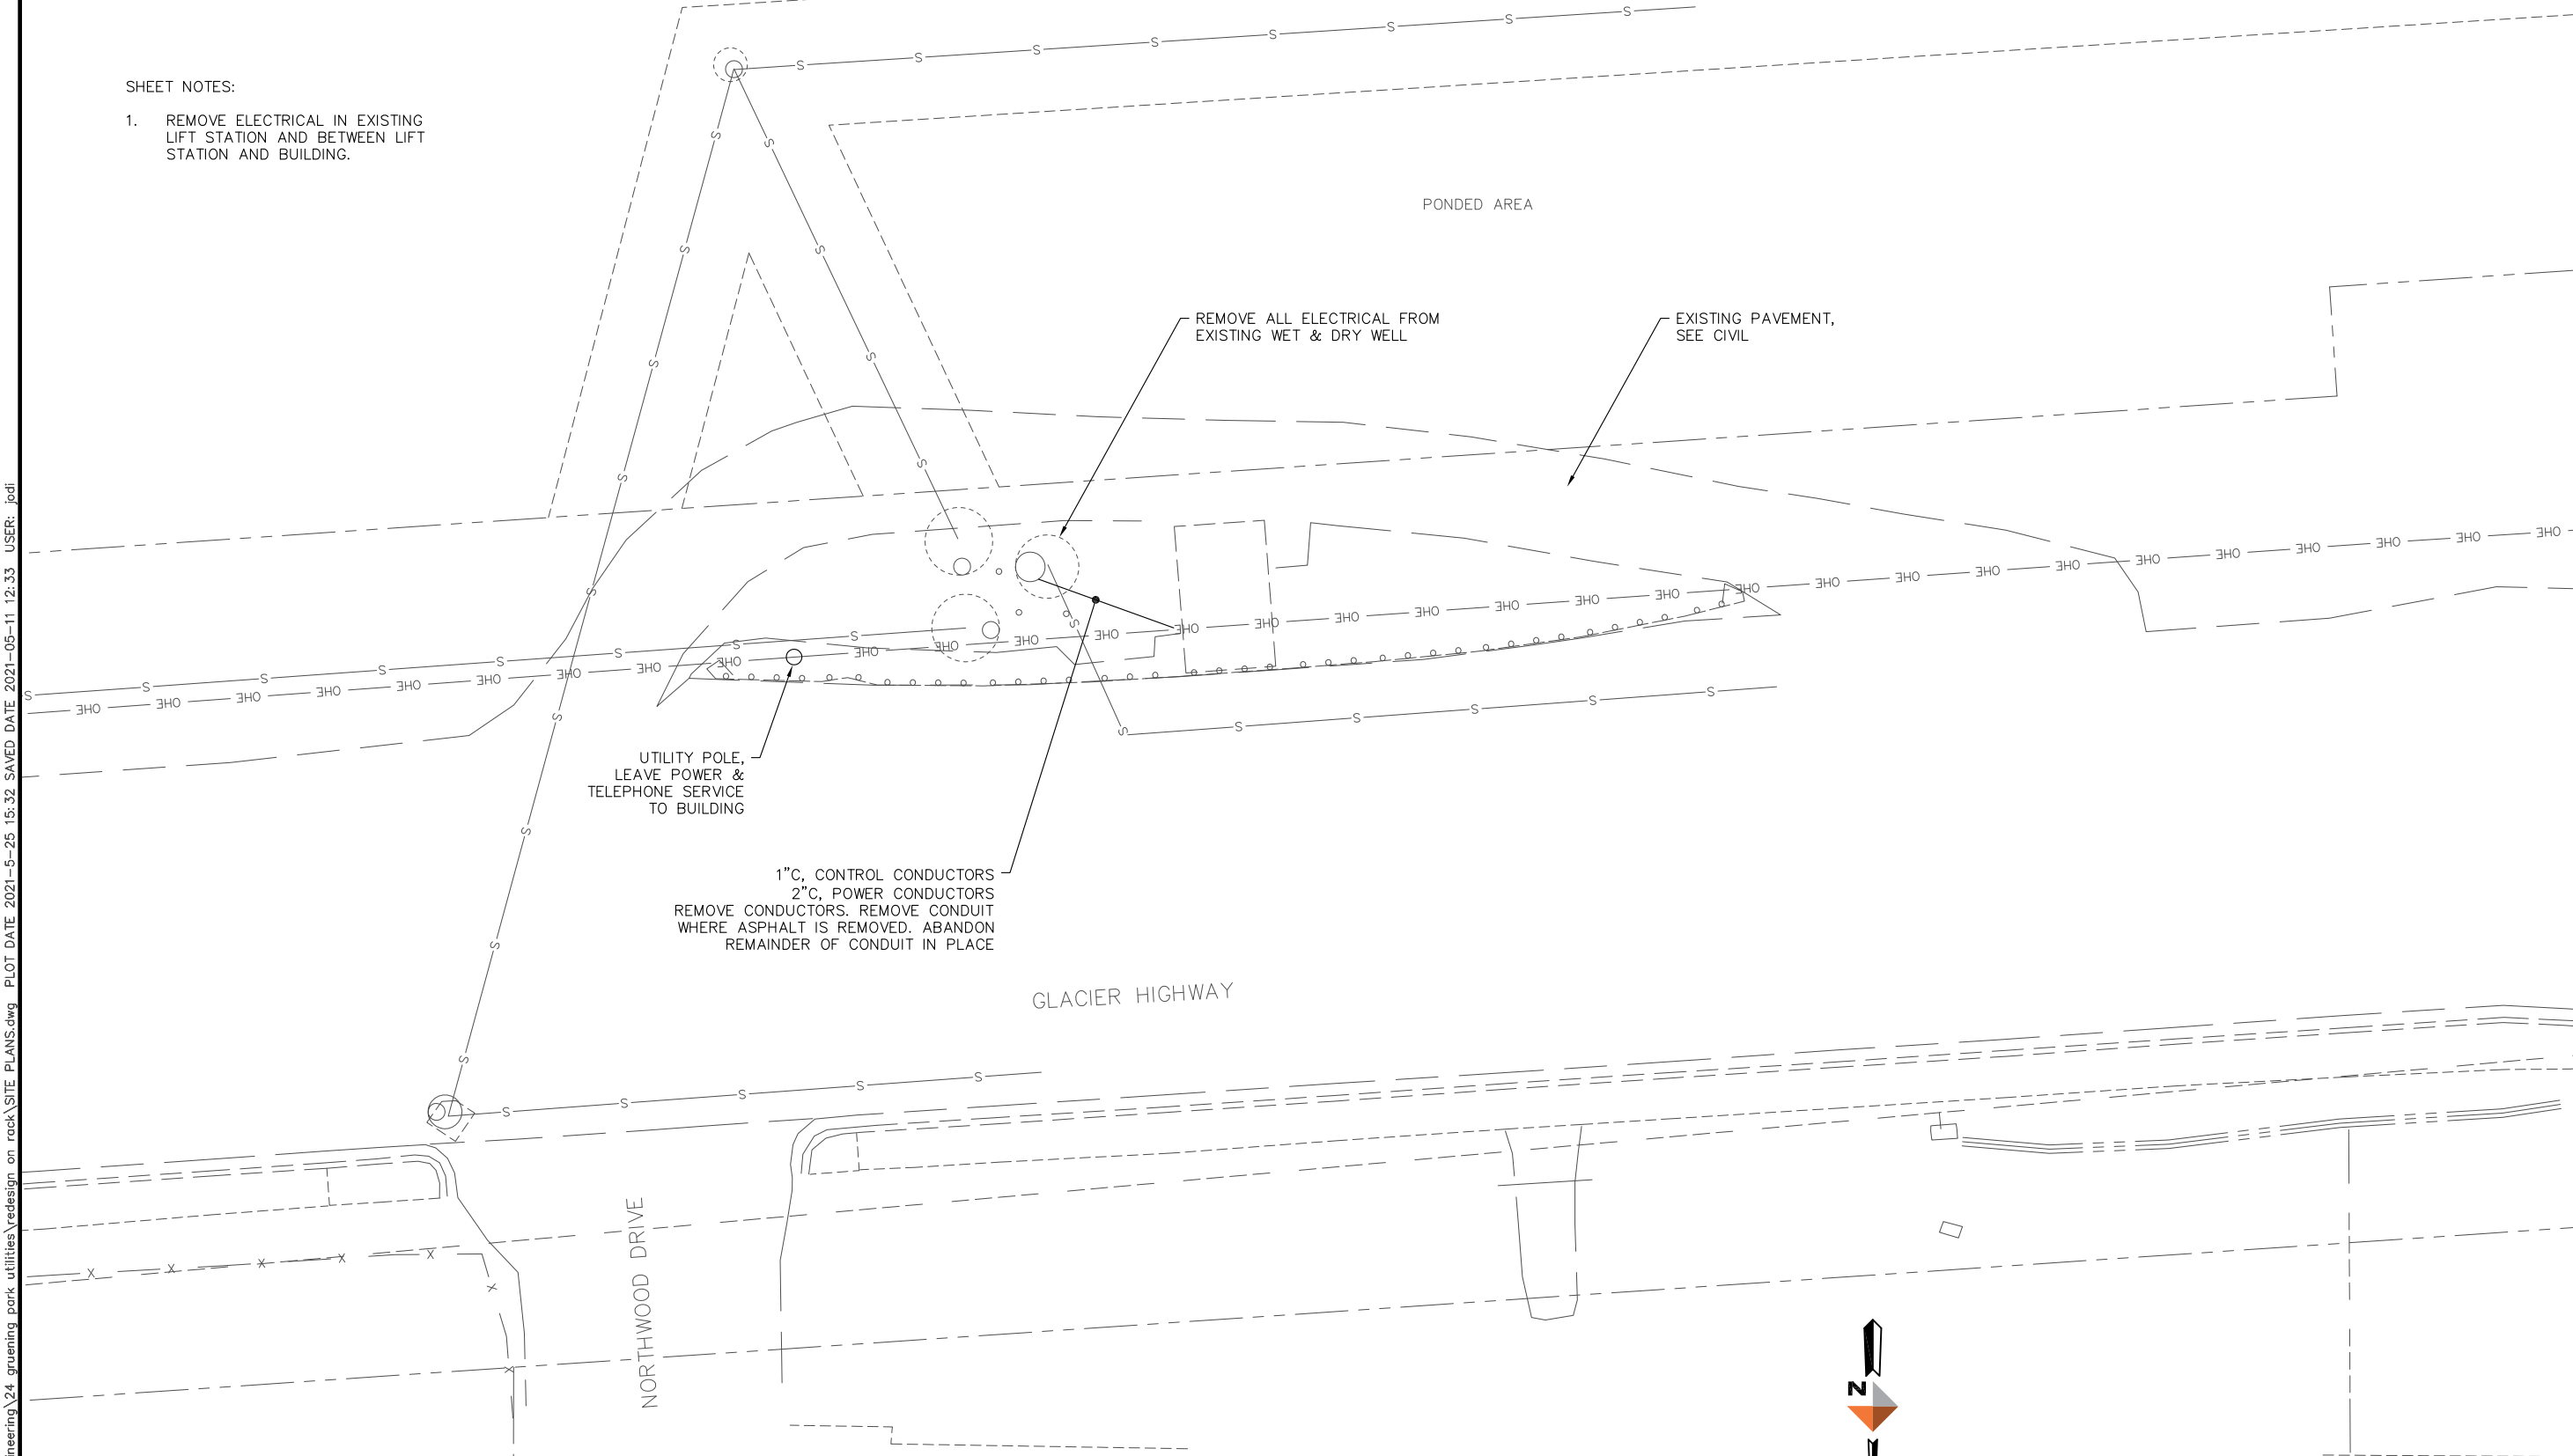 SHEET NOTES:
1. REMOVE ELECTRICAL IN EXISTING
LIFT STATION AND BETWEEN LIFT
STATION AND BUILDING.
PONDED AREA
REMOVE ALL ELECTRICAL FROM
EXISTING WET & DRY WELL
EXISTING PAVEMENT,
SEE CIVIL
UTILITY POLE,
LEAVE POWER &
TELEPHONE SERVICE
TO BUILDING
1"C, CONTROL CONDUCTORS
2"C, POWER CONDUCTORS
REMOVE CONDUCTORS. REMOVE CONDUIT
WHERE ASPHALT IS REMOVED. ABANDON
REMAINDER OF CONDUIT IN PLACE
GLACIER HIGHWAY
NORTHWOOD DRIVE
N
neering\24 gruening park utilities\redesign on rack\SITE PLANS.dwg PLOT DATE 2021-5-25 15:32 SAVED DATE 2021-05-11 12:33 USER: jodi